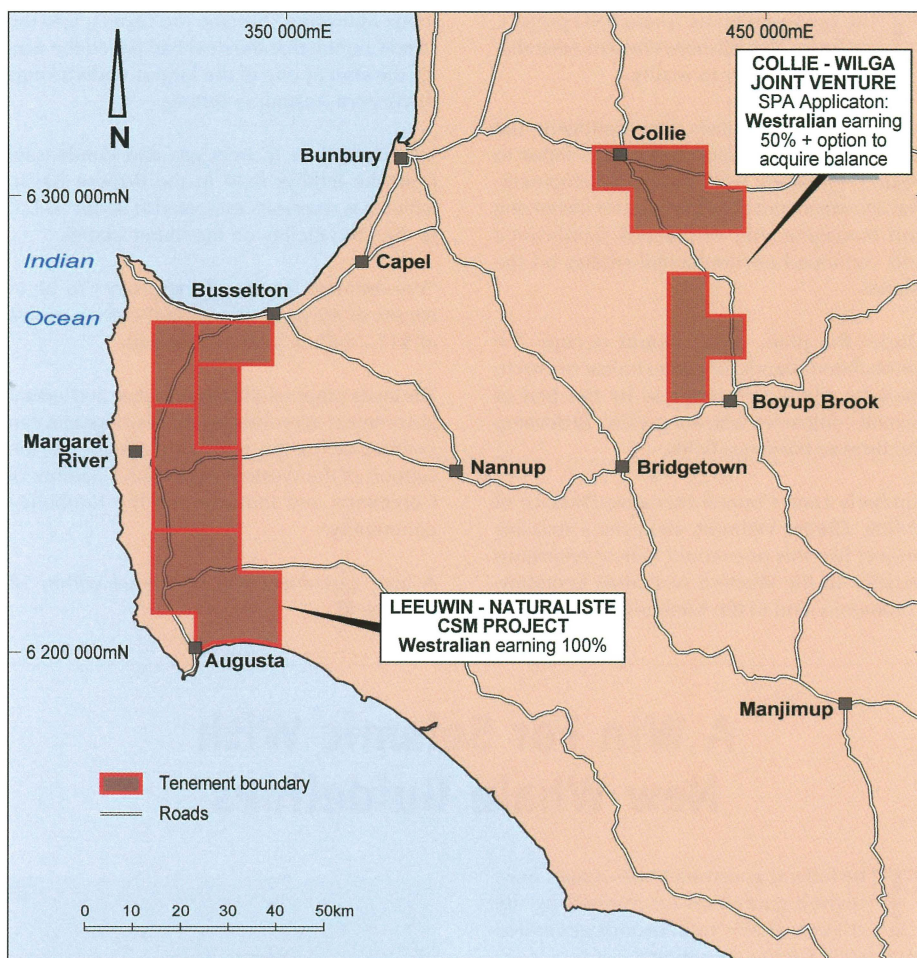 350 000mE
450 000mE
COLLIE - WILGA
JOINT VENTURE
SPA Applicaton:
Westralian earning
50% + option to
acquire balance
N
Bunbury
Collie
6 300 000mN
Indian
Ocean
Capel
Busselton
Boyup Brook
Margaret
River
Nannup
Bridgetown
LEEUWIN - NATURALISTE
CSM PROJECT
Westralian earning 100%
6 200 000mN
Augusta
Manjimup
Tenement boundary
Roads
0 10 20 30 40 50km